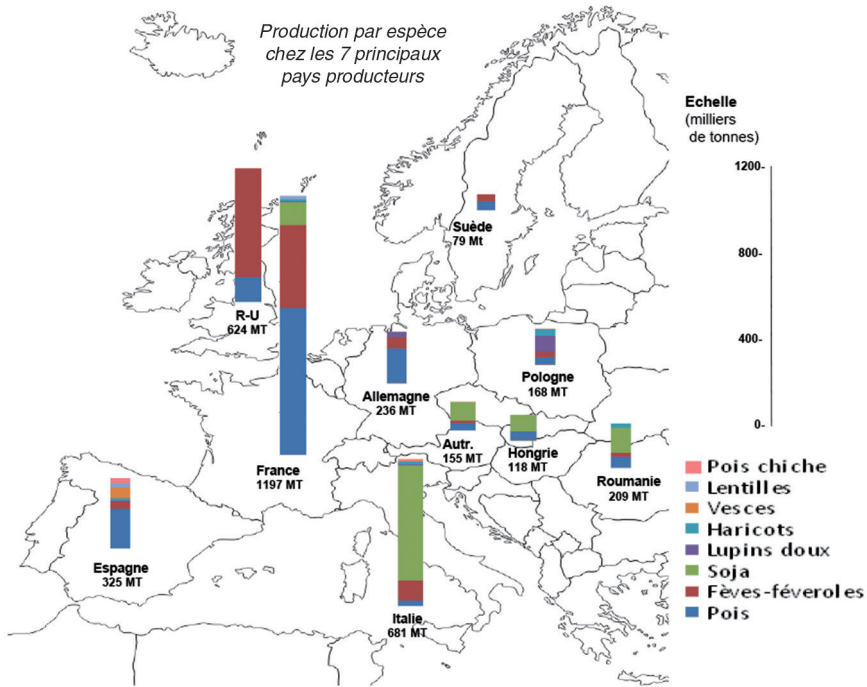 Production par espèce
chez les 7 principaux
pays producteurs
Echelle
(milliers
de tonnes)
1200-
800-
400-
0-
Suède
79 Mt
R-U
624 MT
Allemagne
236 MT
Pologne
168 MT
Autr.
155 MT
Hongrie
118 MT
Roumanie
209 MT
France
1197 MT
Espagne
325 MT
Italie
681 MT
Pois chiche
Lentilles
Vesces
Haricots
Lupins doux
Soja
Fèves-féveroles
Pois